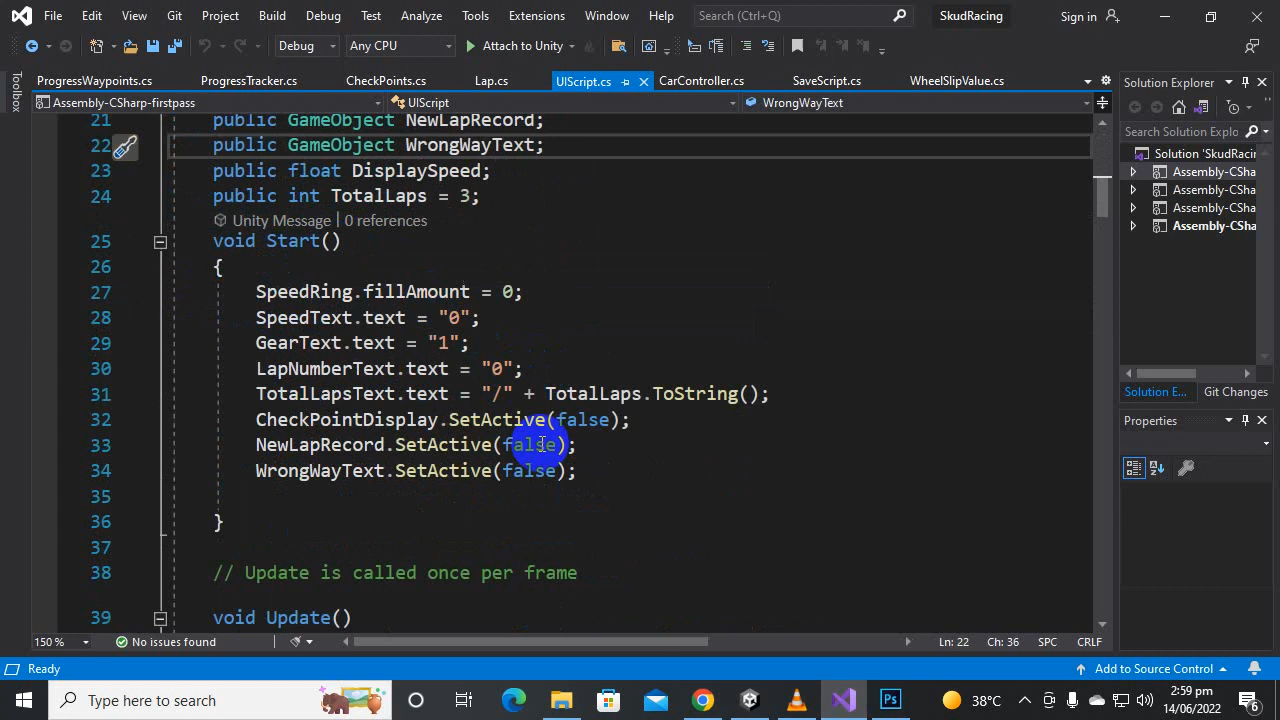 File Edit View Git Project Build Debug Test Analyze Tools Extensions Window Help Search (Ctrl+Q) SkudRacing Sign in
Debug Any CPU Attach to Unity
Toolbox
ProgressWaypoints.cs ProgressTracker.cs CheckPoints.cs Lap.cs UIScript.cs CarController.cs SaveScript.cs WheelSlipValue.cs
Assembly-CSharp-firstpass UIScript WrongWayText
21 public GameObject NewLapRecord;
22 public GameObject WrongWayText;
23 public float DisplaySpeed;
24 public int TotalLaps = 3;
Unity Message | 0 references
25 void Start()
26 {
27 SpeedRing.fillAmount = 0;
28 SpeedText.text = "0";
29 GearText.text = "1";
30 LapNumberText.text = "0";
31 TotalLapsText.text = "/" + TotalLaps.ToString();
32 CheckPointDisplay.SetActive(false);
33 NewLapRecord.SetActive(false);
34 WrongWayText.SetActive(false);
35
36 }
37
38 // Update is called once per frame
39 void Update()
150 % No issues found Ln: 22 Ch: 36 SPC CRLF
Solution Explorer
Search Solution Explo
Solution 'SkudRacing
Assembly-CSha
Assembly-CSha
Assembly-CSha
Assembly-CSha
Solution E... Git Changes
Properties
Ready Add to Source Control
Type here to search 38°C 2:59 pm
14/06/2022 6
Ps